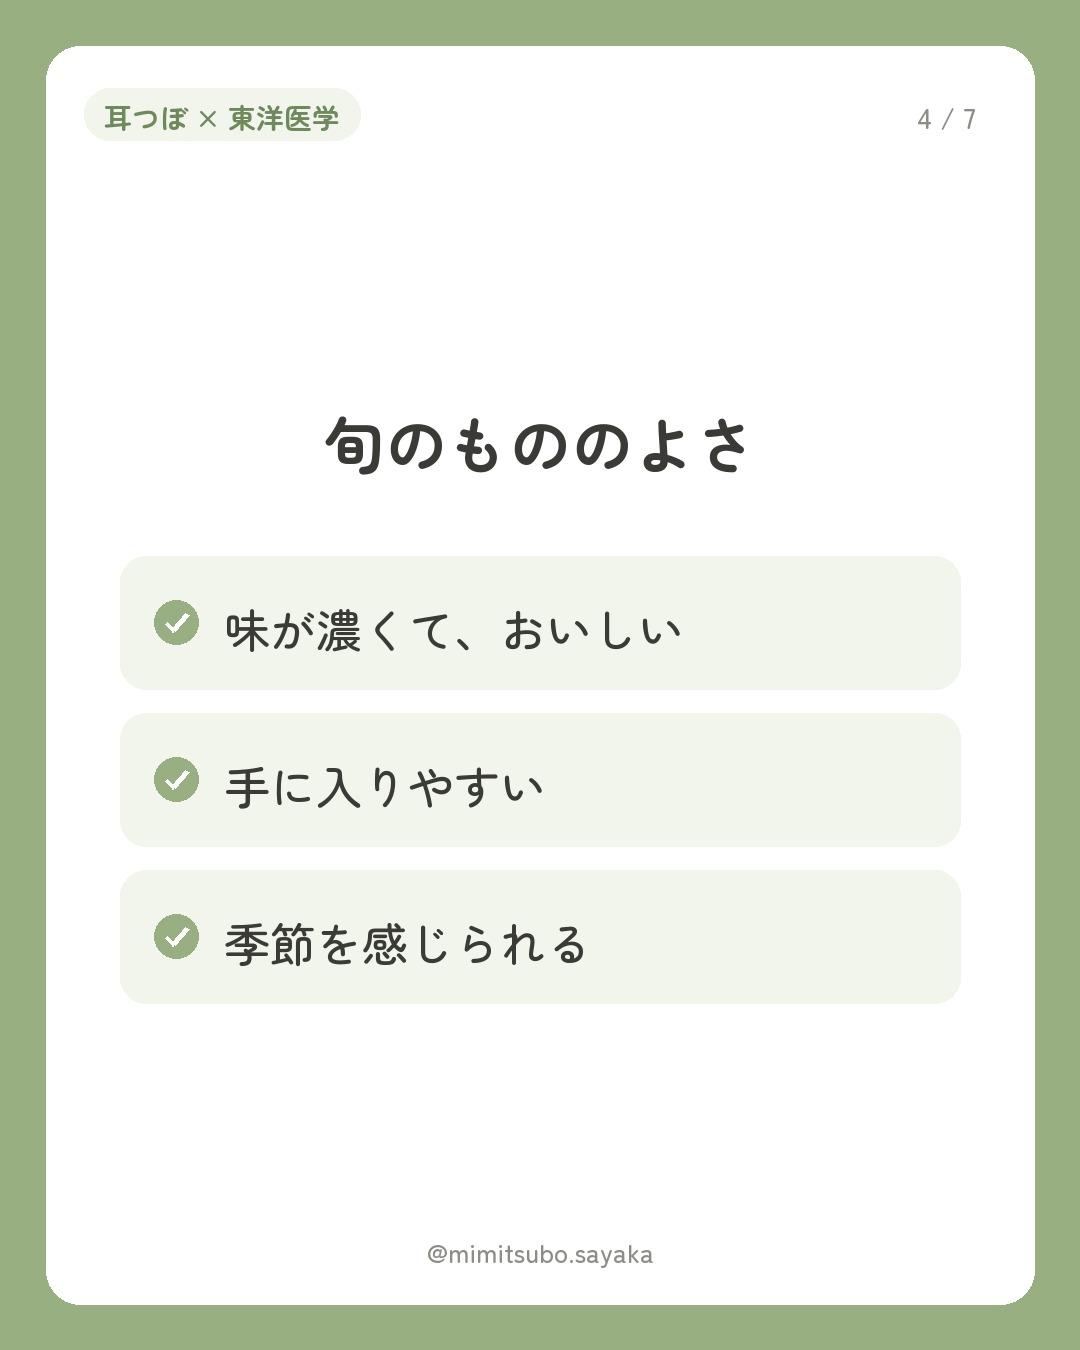 耳つぼ × 東洋医学
4 / 7
旬のもののよさ
味が濃くて、おいしい
手に入りやすい
季節を感じられる
@mimitsubo.sayaka